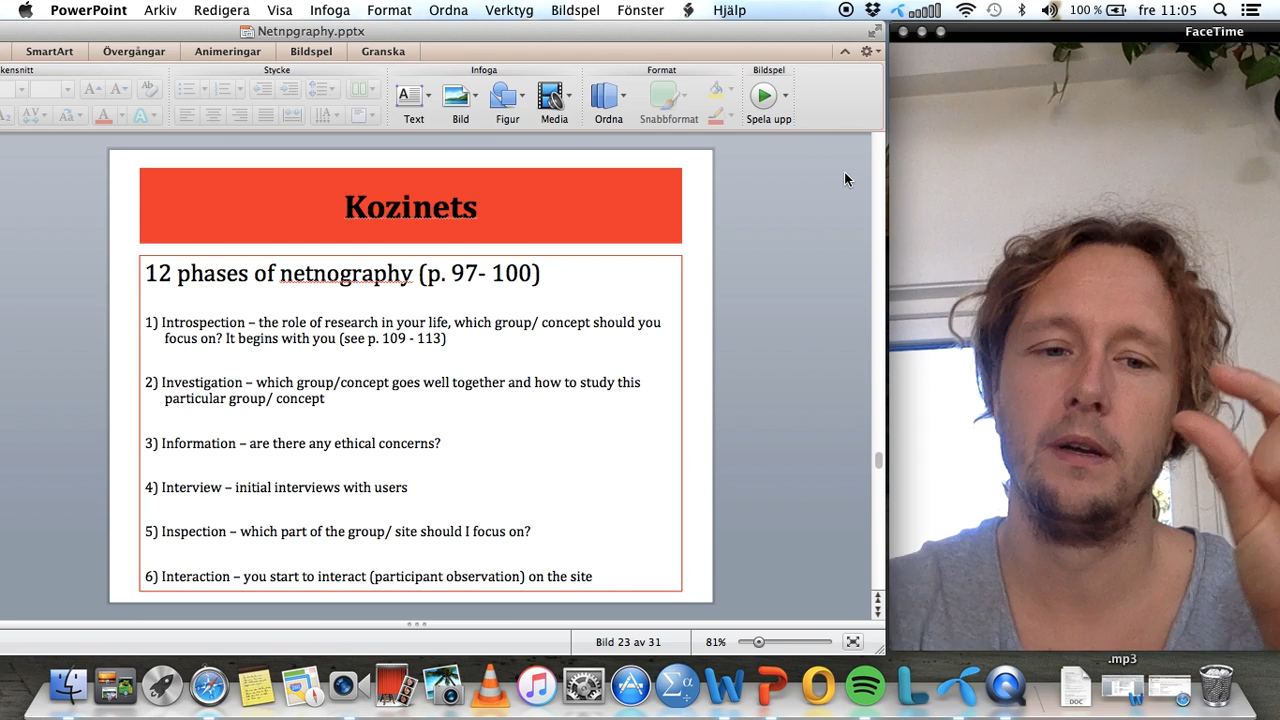 PowerPoint Arkiv Redigera Visa Infoga Format Ordna Verktyg Bildspel Fönster Hjälp 100 % fre 11:05
Netnpgraphy.pptx
FaceTime
SmartArt Övergångar Animeringar Bildspel Granska
kensnitt Stycke Infoga Format Bildspel
Text Bild Figur Media Ordna Snabbformat Spela upp
Kozinets
12 phases of netnography (p. 97- 100)
1) Introspection – the role of research in your life, which group/ concept should you
focus on? It begins with you (see p. 109 - 113)
2) Investigation – which group/concept goes well together and how to study this
particular group/ concept
3) Information – are there any ethical concerns?
4) Interview – initial interviews with users
5) Inspection – which part of the group/ site should I focus on?
6) Interaction – you start to interact (participant observation) on the site
Bild 23 av 31 81%
.mp3
DOC